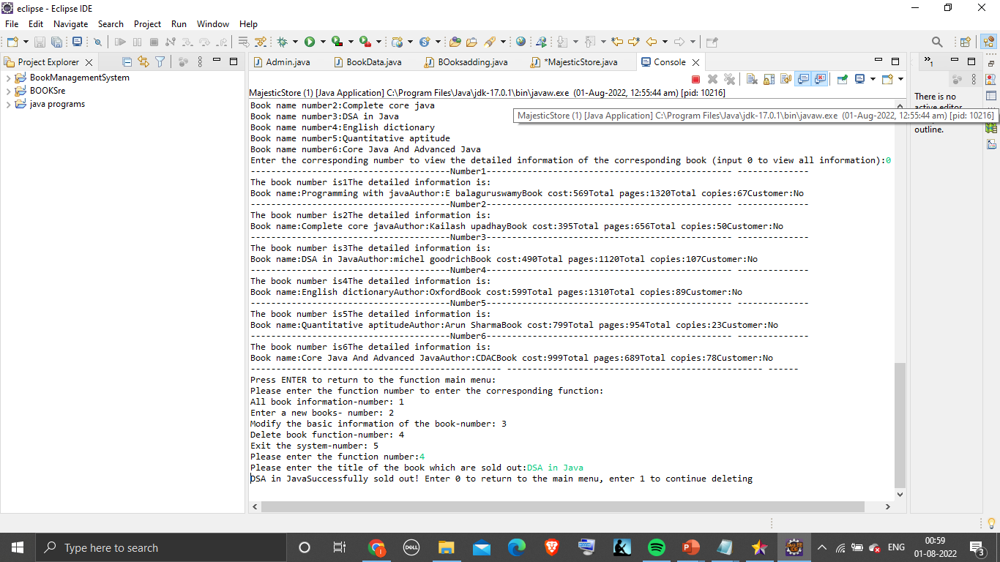 eclipse - Eclipse IDE
File Edit Navigate Search Project Run Window Help
Project Explorer
Admin.java BookData.java BOoksadding.java *MajesticStore.java Console
BookManagementSystem
BOOKSre
java programs
MajesticStore (1) [Java Application] C:\Program Files\Java\jdk-17.0.1\bin\javaw.exe (01-Aug-2022, 12:55:44 am) [pid: 10216]
MajesticStore (1) [Java Application] C:\Program Files\Java\jdk-17.0.1\bin\javaw.exe (01-Aug-2022, 12:55:44 am) [pid: 10216]
1
There is no
active editor
outline.
Book name number2:Complete core java
Book name number3:DSA in Java
Book name number4:English dictionary
Book name number5:Quantitative aptitude
Book name number6:Core Java And Advanced Java
Enter the corresponding number to view the detailed information of the corresponding book (input 0 to view all information):0
---------------------------------------Number1------------------------------------------------ --------------
The book number is1The detailed information is:
Book name:Programming with javaAuthor:E balaguruswamyBook cost:569Total pages:1320Total copies:67Customer:No
---------------------------------------Number2------------------------------------------------ --------------
The book number is2The detailed information is:
Book name:Complete core javaAuthor:Kailash upadhayBook cost:395Total pages:656Total copies:50Customer:No
---------------------------------------Number3------------------------------------------------ --------------
The book number is3The detailed information is:
Book name:DSA in JavaAuthor:michel goodrichBook cost:490Total pages:1120Total copies:107Customer:No
---------------------------------------Number4------------------------------------------------ --------------
The book number is4The detailed information is:
Book name:English dictionaryAuthor:OxfordBook cost:599Total pages:1310Total copies:89Customer:No
---------------------------------------Number5------------------------------------------------ --------------
The book number is5The detailed information is:
Book name:Quantitative aptitudeAuthor:Arun SharmaBook cost:799Total pages:954Total copies:23Customer:No
---------------------------------------Number6------------------------------------------------ --------------
The book number is6The detailed information is:
Book name:Core Java And Advanced JavaAuthor:CDACBook cost:999Total pages:689Total copies:78Customer:No
------------------------------------------------- -------------------------------------------------- ------
Press ENTER to return to the function main menu:
Please enter the function number to enter the corresponding function:
All book information-number: 1
Enter a new books- number: 2
Modify the basic information of the book-number: 3
Delete book function-number: 4
Exit the system-number: 5
Please enter the function number:4
Please enter the title of the book which are sold out:DSA in Java
DSA in JavaSuccessfully sold out! Enter 0 to return to the main menu, enter 1 to continue deleting
Type here to search
DELL
ENG
00:59
01-08-2022
3